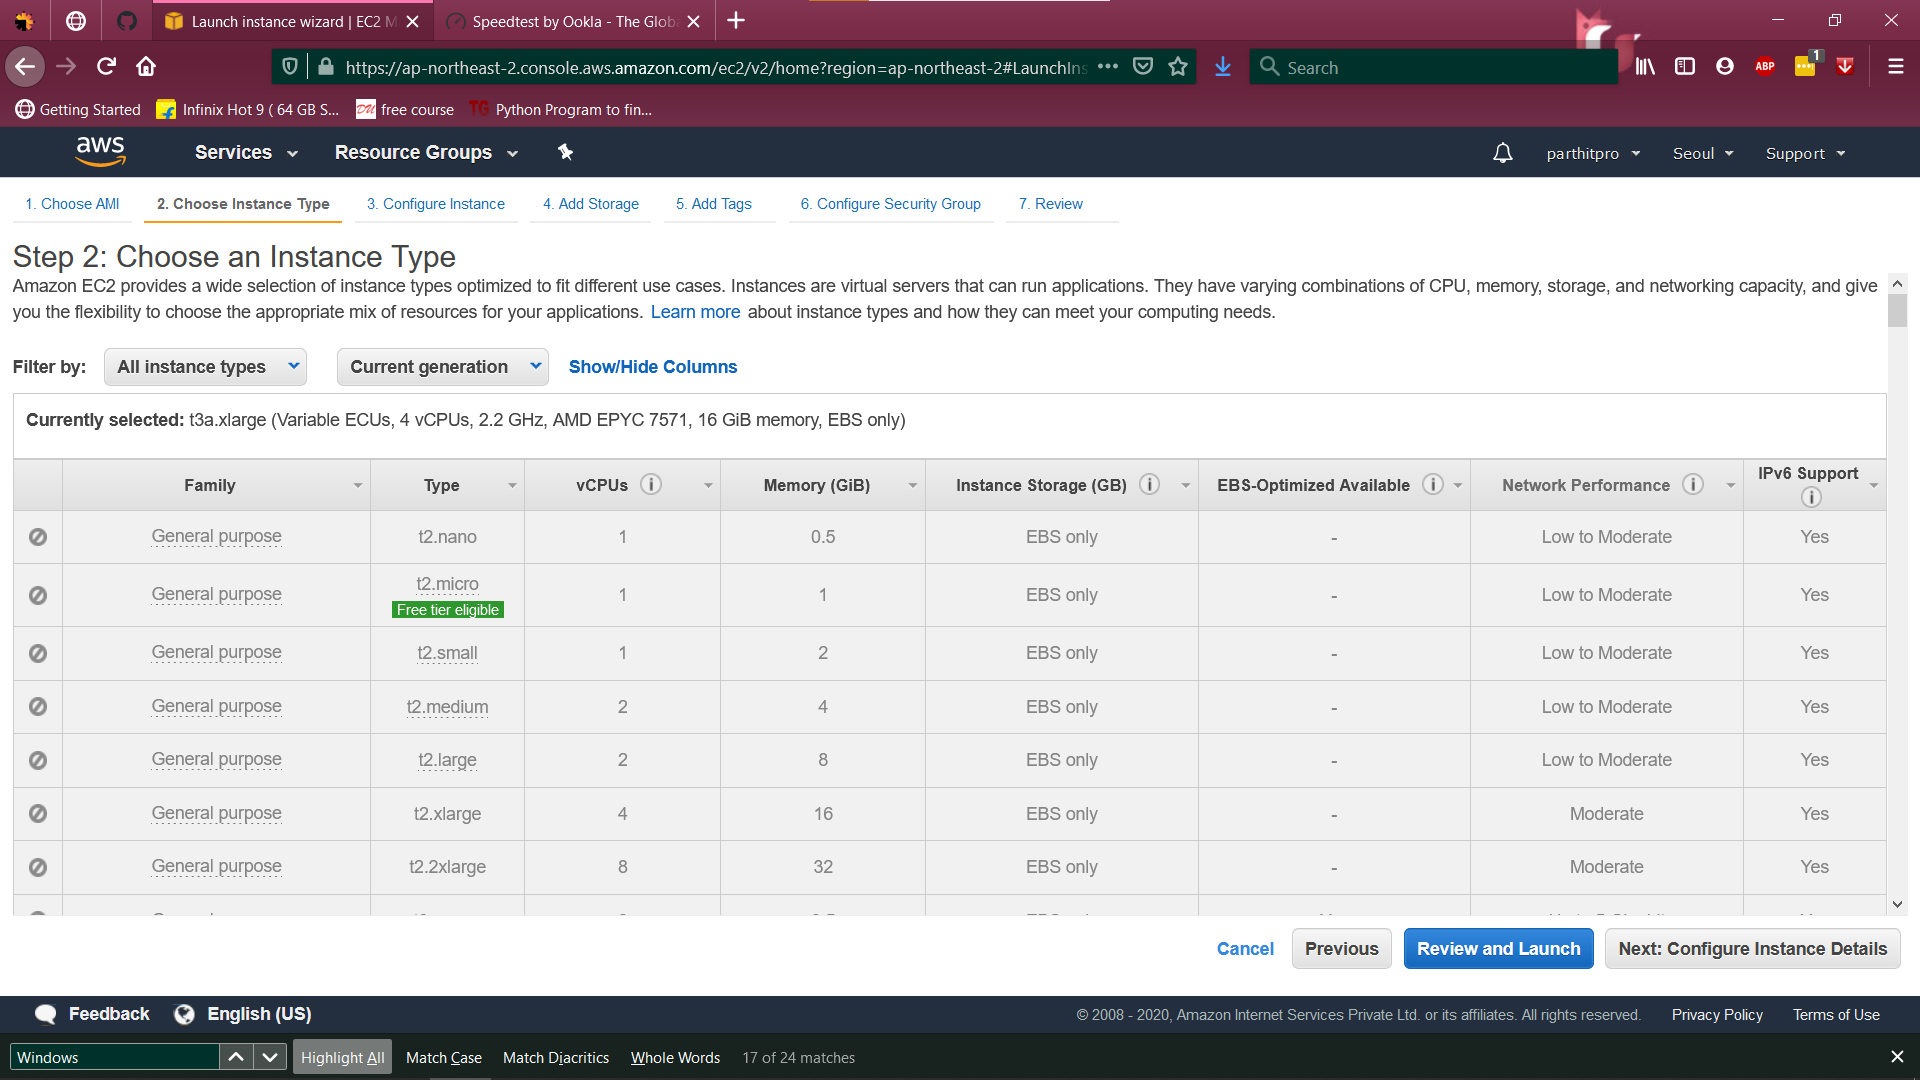 Launch instance wizard | EC2 M
Speedtest by Ookla - The Globa
https://ap-northeast-2.console.aws.amazon.com/ec2/v2/home?region=ap-northeast-2#LaunchIns
Search
ABP
1
Getting Started
Infinix Hot 9 ( 64 GB S...
DU
free course
TG
Python Program to fin...
aws
Services
Resource Groups
parthitpro
Seoul
Support
1. Choose AMI
2. Choose Instance Type
3. Configure Instance
4. Add Storage
5. Add Tags
6. Configure Security Group
7. Review
Step 2: Choose an Instance Type
Amazon EC2 provides a wide selection of instance types optimized to fit different use cases. Instances are virtual servers that can run applications. They have varying combinations of CPU, memory, storage, and networking capacity, and give
you the flexibility to choose the appropriate mix of resources for your applications. Learn more about instance types and how they can meet your computing needs.
Filter by: All instance types Current generation Show/Hide Columns
Currently selected: t3a.xlarge (Variable ECUs, 4 vCPUs, 2.2 GHz, AMD EPYC 7571, 16 GiB memory, EBS only)
Family Type vCPUs Memory (GiB) Instance Storage (GB) EBS-Optimized Available Network Performance IPv6 Support
General purpose t2.nano 1 0.5 EBS only - Low to Moderate Yes
General purpose t2.micro 1 1 EBS only - Low to Moderate Yes
Free tier eligible
General purpose t2.small 1 2 EBS only - Low to Moderate Yes
General purpose t2.medium 2 4 EBS only - Low to Moderate Yes
General purpose t2.large 2 8 EBS only - Low to Moderate Yes
General purpose t2.xlarge 4 16 EBS only - Moderate Yes
General purpose t2.2xlarge 8 32 EBS only - Moderate Yes
Cancel
Previous
Review and Launch
Next: Configure Instance Details
Feedback
English (US)
© 2008 - 2020, Amazon Internet Services Private Ltd. or its affiliates. All rights reserved.
Privacy Policy
Terms of Use
Windows
Highlight All
Match Case
Match Diacritics
Whole Words
17 of 24 matches